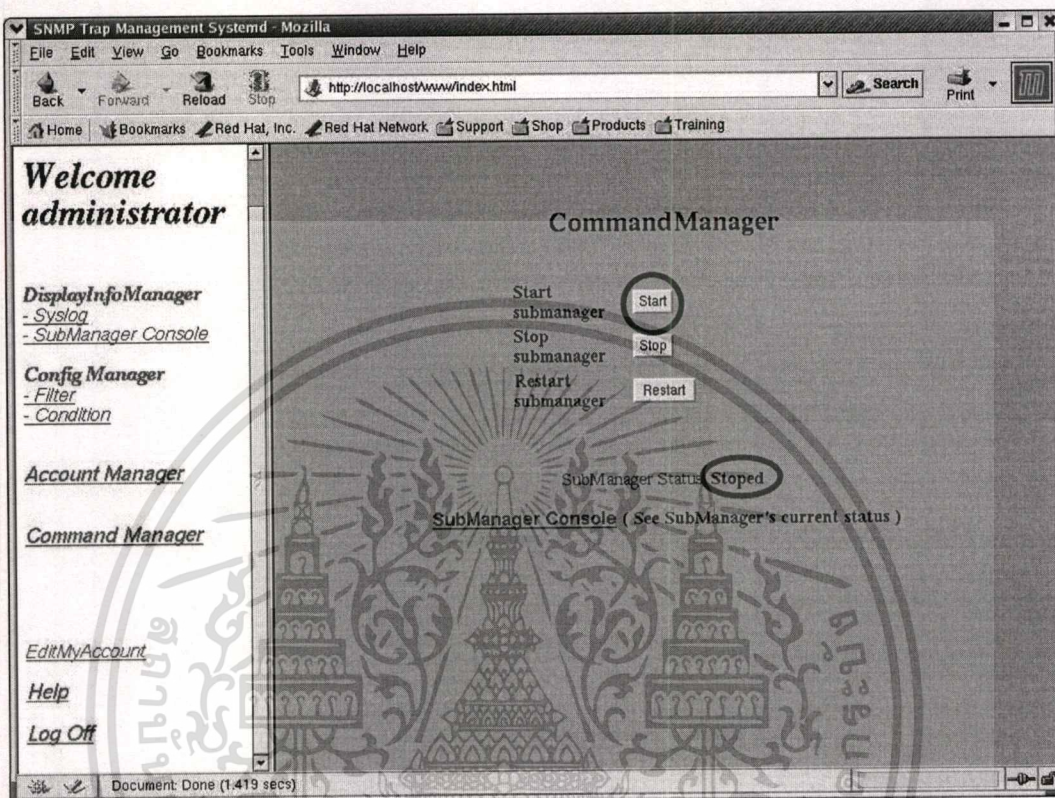 SNMP Trap Management Systemd - Mozilla
File Edit View Go Bookmarks Tools Window Help
Back Forward Reload Stop http://localhost/www/index.html Search Print
Home Bookmarks Red Hat, Inc. Red Hat Network Support Shop Products Training
Welcome
administrator
DisplayInfoManager
- Syslog
- SubManager Console
Config Manager
- Filter
- Condition
Account Manager
Command Manager
EditMyAccount
Help
Log Off
CommandManager
Start
submanager
Start
Stop
submanager
Stop
Restart
submanager
Restart
SubManager Status Stoped
SubManager Console ( See SubManager's current status )
Document: Done (1.419 secs)